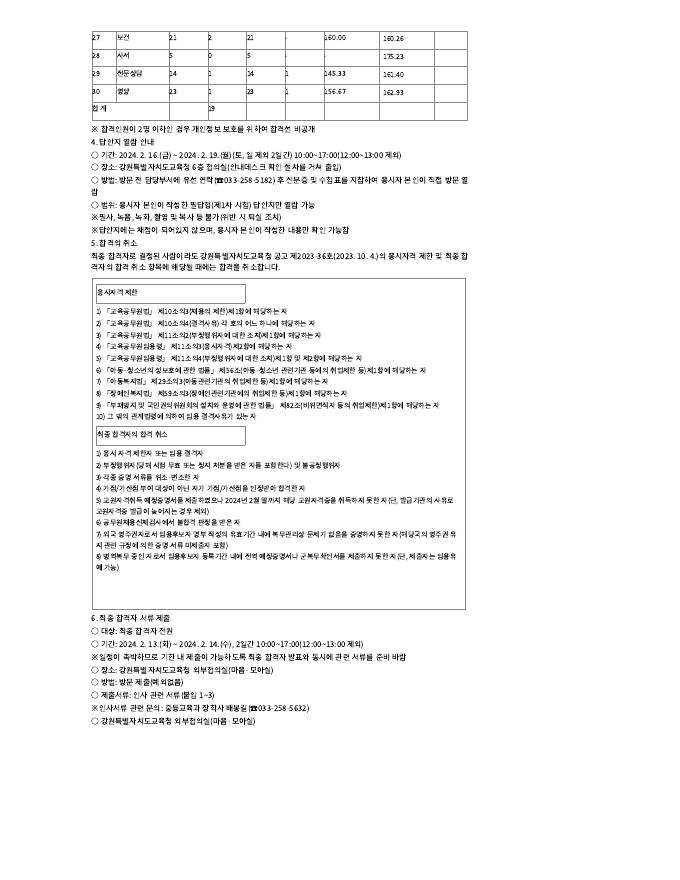 27 보건 21 2 21 - 160.00 160.26
28 사서 5 0 5 - - 175.23
29 전문상담 14 1 14 1 145.33 161.40
30 영양 23 1 23 1 156.67 162.93
합 계 19
※ 합격인원이 2명 이하인 경우 개인정보 보호를 위하여 합격선 비공개
4. 답안지 열람 안내
○ 기간: 2024. 2. 16.(금) ~ 2024. 2. 19.(월)(토, 일 제외 2일간) 10:00~17:00(12:00~13:00 제외)
○ 장소: 강원특별자치도교육청 6층 협의실(안내데스크 확인 절차를 거쳐 출입)
○ 방법: 방문 전 담당부서에 유선 연락(☎033-258-5182) 후 신분증 및 수험표를 지참하여 응시자 본인이 직접 방문 열
람
○ 범위: 응시자 본인이 작성한 필답형(제1차 시험) 답안지만 열람 가능
※필사, 녹음, 녹화, 촬영 및 복사 등 불가(위반 시 퇴실 조치)
※답안지에는 채점이 되어있지 않으며, 응시자 본인이 작성한 내용만 확인 가능함
5. 합격의 취소
최종 합격자로 결정된 사람이라도 강원특별자치도교육청 공고 제2023-36호(2023. 10. 4.)의 응시자격 제한 및 최종 합
격자의 합격 취소 항목에 해당될 때에는 합격을 취소합니다.
응시자격 제한
1) 「교육공무원법」 제10조의3(채용의 제한)제1항에 해당하는 자
2) 「교육공무원법」 제10조의4(결격사유) 각 호의 어느 하나에 해당하는 자
3) 「교육공무원법」 제11조의2(부정행위자에 대한 조치)제1항에 해당하는 자
4) 「교육공무원임용령」 제11조의3(응시자격)제2항에 해당하는 자
5) 「교육공무원임용령」 제11조의4(부정행위자에 대한 조치)제1항 및 제2항에 해당하는 자
6) 「아동·청소년의 성보호에 관한 법률」 제56조(아동·청소년 관련기관 등에의 취업제한 등)제1항에 해당하는 자
7) 「아동복지법」 제29조의3(아동관련기관의 취업제한 등)제1항에 해당하는 자
8) 「장애인복지법」 제59조의3(장애인관련기관에의 취업제한 등)제1항에 해당하는 자
9) 「부패방지 및 국민권익위원회의 설치와 운영에 관한 법률」 제82조(비위면직자 등의 취업제한)제1항에 해당하는 자
10) 그 밖의 관계법령에 의하여 임용 결격사유가 있는 자
최종 합격자의 합격 취소
1) 응시 자격 제한자 또는 임용 결격자
2) 부정행위자(당해 시험 무효 또는 정지 처분을 받은 자를 포함한다) 및 불공정행위자
3) 각종 증명 서류를 위조·변조한 자
4) 가점/가산점 부여 대상이 아닌 자가 가점/가산점을 인정받아 합격한 자
5) 교원자격취득 예정증명서를 제출하였으나 2024년 2월 말까지 해당 교원자격증을 취득하지 못한 자(단, 발급기관의 사유로
교원자격증 발급이 늦어지는 경우 제외)
6) 공무원채용신체검사에서 불합격 판정을 받은 자
7) 외국 영주권자로서 임용후보자 명부 작성의 유효기간 내에 복무관리상 문제가 없음을 증명하지 못한 자(해당국의 영주권 유
지 관련 규정에 의한 증명 서류 미제출자 포함)
8) 병역복무 중인 자로서 임용후보자 등록기간 내에 전역 예정증명서나 군복무확인서를 제출하지 못한 자(단, 제출자는 임용유
예 가능)
6. 최종 합격자 서류 제출
○ 대상: 최종 합격자 전원
○ 기간: 2024. 2. 13.(화) ~ 2024. 2. 14.(수), 2일간 10:00~17:00(12:00~13:00 제외)
※일정이 촉박하므로 기한 내 제출이 가능하도록 최종 합격자 발표와 동시에 관련 서류를 준비 바람
○ 장소: 강원특별자치도교육청 외부협의실(마음·모아실)
○ 방법: 방문 제출(예외없음)
○ 제출서류: 인사 관련 서류(붙임 1~3)
※인사서류 관련 문의: 중등교육과 장학사 배봉길(☎033-258-5632)
○ 강원특별자치도교육청 외부협의실(마음·모아실)